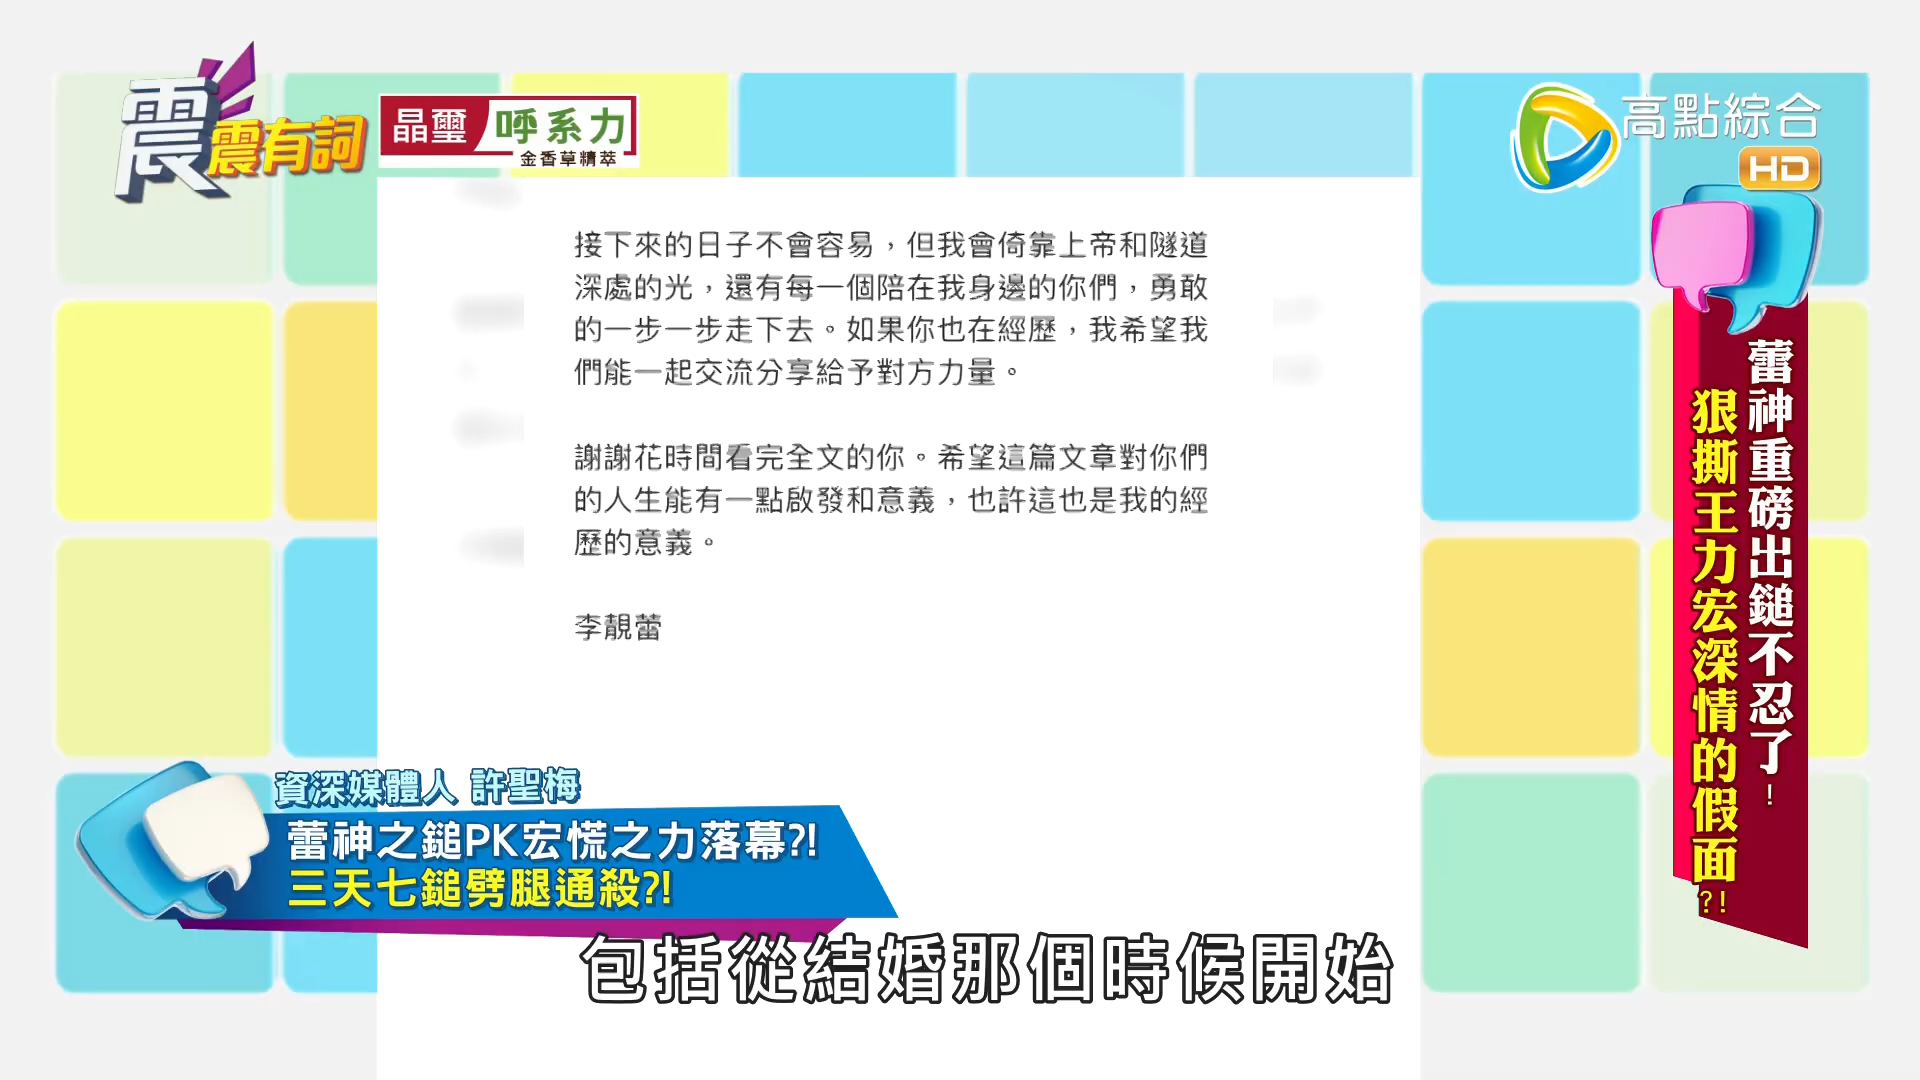 震震有詞
晶璽 呼系力
金香草精萃
高點綜合
HD
接下來的日子不會容易，但我會倚靠上帝和隧道
深處的光，還有每一個陪在我身邊的你們，勇敢
的一步一步走下去。如果你也在經歷，我希望我
們能一起交流分享給予對方力量。
謝謝花時間看完全文的你。希望這篇文章對你們
的人生能有一點啟發和意義，也許這也是我的經
歷的意義。
李靚蕾
蕾神重磅出鎚不忍了！
狠撕王力宏深情的假面？！
資深媒體人 許聖梅
蕾神之鎚PK宏慌之力落幕?!
三天七鎚劈腿通殺?!
包括從結婚那個時候開始